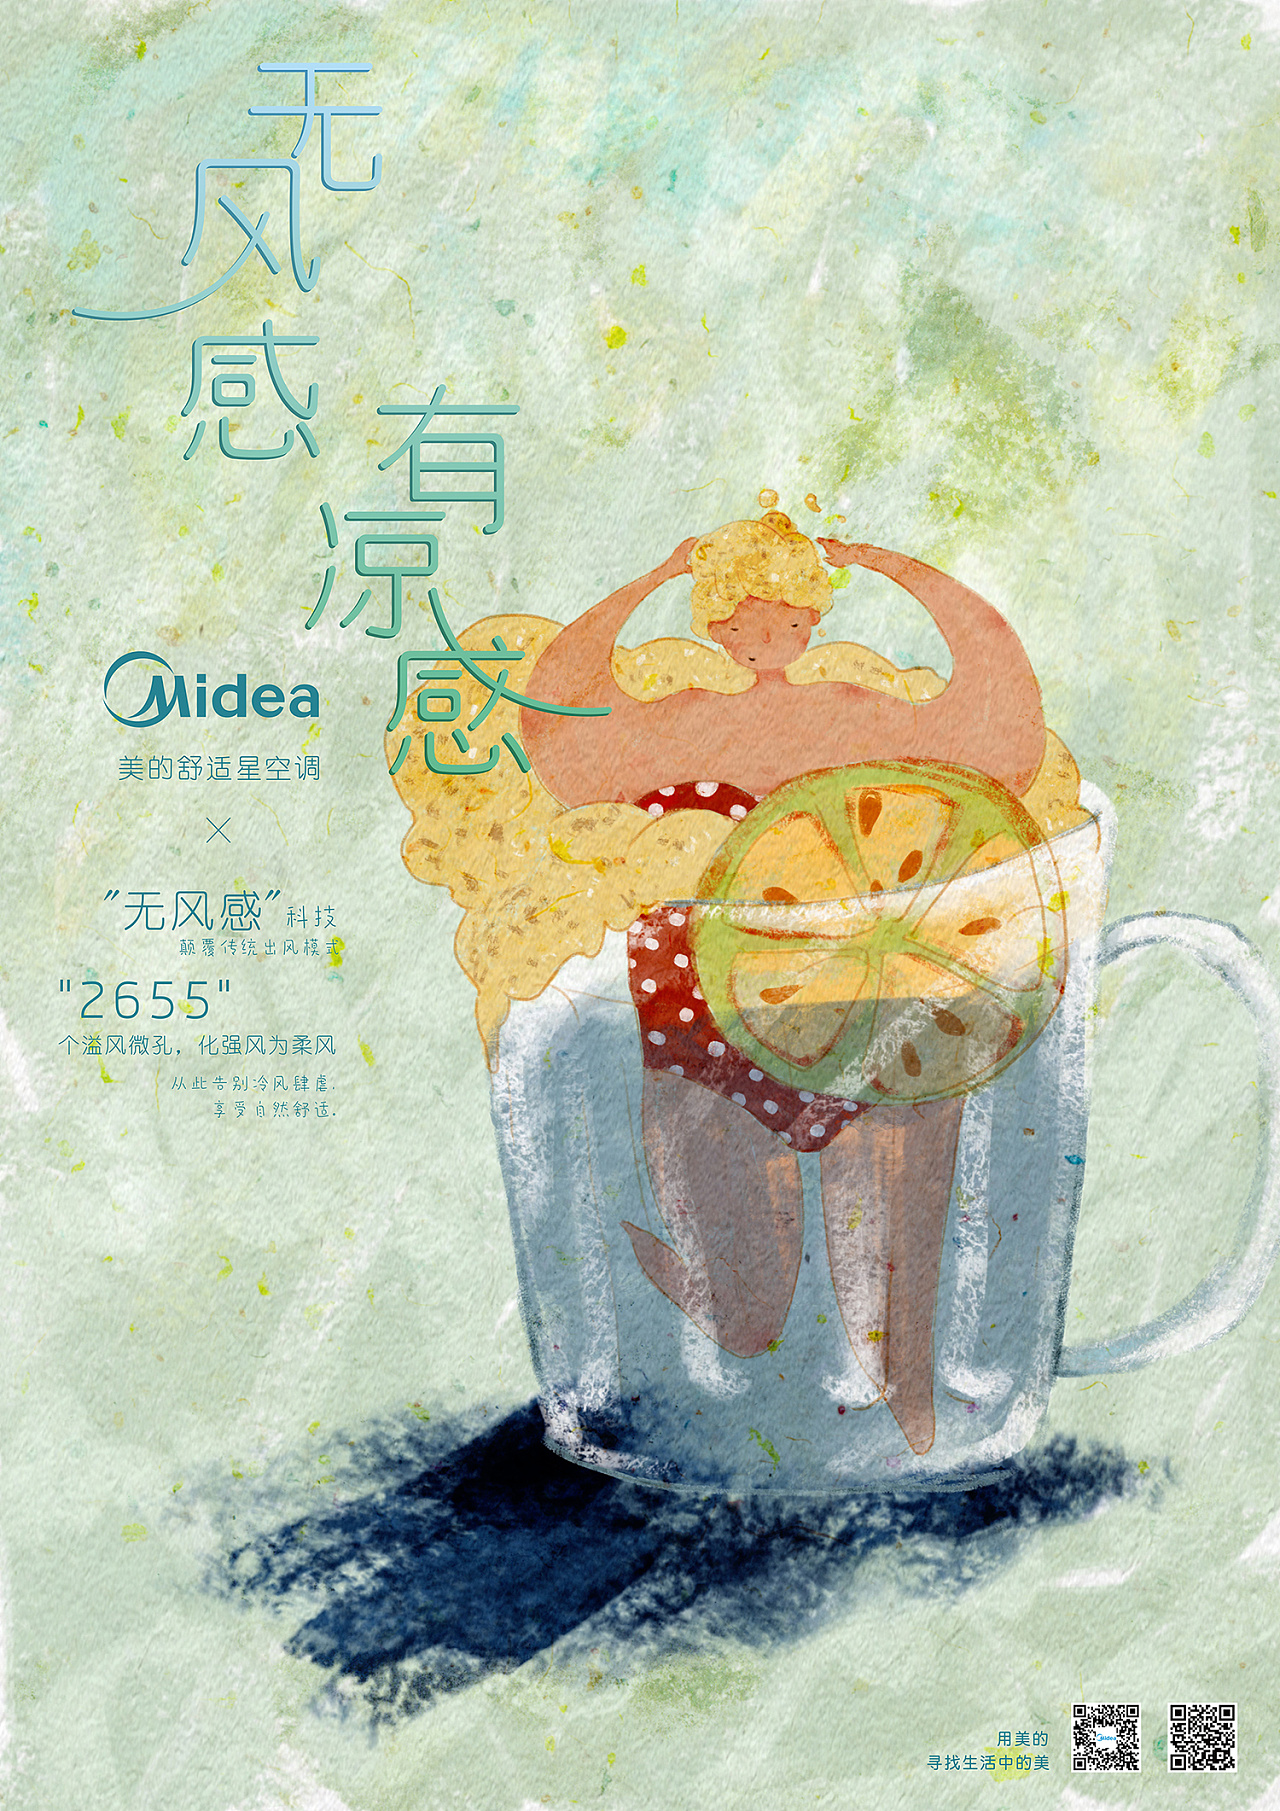 无风感
有凉感
Midea
美的舒适星空调
×
"无风感"科技
颠覆传统出风模式
"2655"
个溢风微孔，化强风为柔风
从此告别冷风肆虐，
享受自然舒适。
用美的
寻找生活中的美
Midea